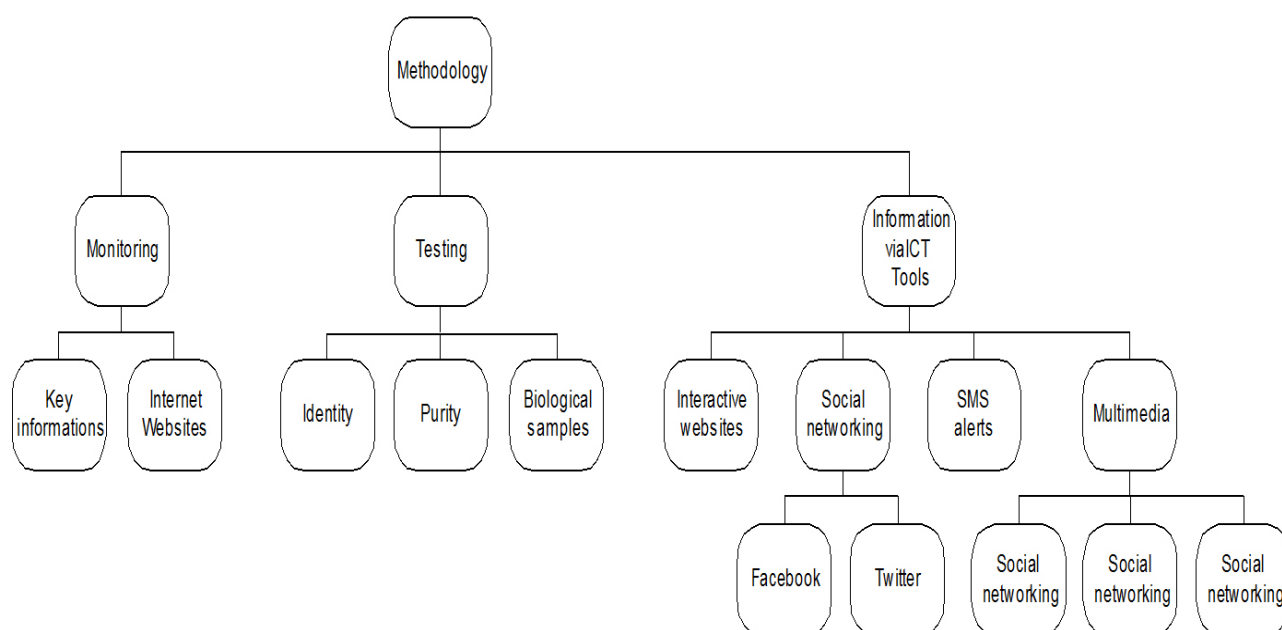 Methodology
Monitoring
Testing
Information
viaICT
Tools
Key
informations
Internet
Websites
Identity
Purity
Biological
samples
Interactive
websites
Social
networking
SMS
alerts
Multimedia
Facebook
Twitter
Social
networking
Social
networking
Social
networking